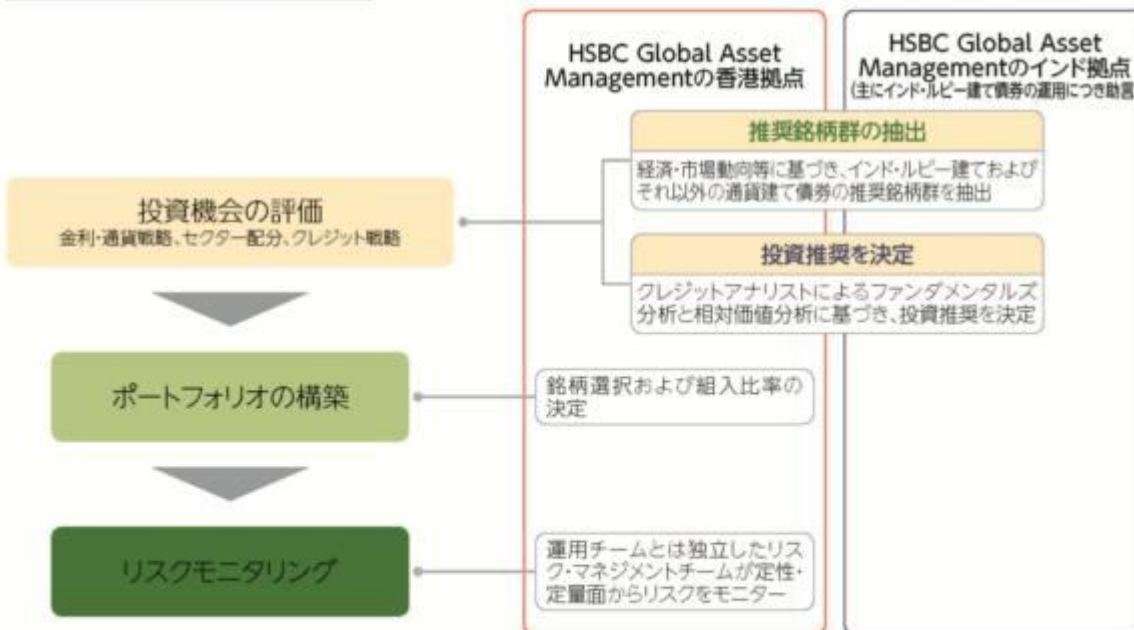 HSBC Global Asset
Managementの香港拠点
HSBC Global Asset
Managementのインド拠点
(主にインド・ルピー建て債券の運用につき助言
推奨銘柄群の抽出
経済・市場動向等に基づき、インド・ルピー建ておよび
それ以外の通貨建て債券の推奨銘柄群を抽出
投資機会の評価
金利・通貨戦略、セクター配分、クレジット戦略
投資推奨を決定
クレジットアナリストによるファンダメンタルズ
分析と相対価値分析に基づき、投資推奨を決定
ポートフォリオの構築
銘柄選択および組入比率の
決定
リスクモニタリング
運用チームとは独立したリス
ク・マネジメントチームが定性・
定量面からリスクをモニター